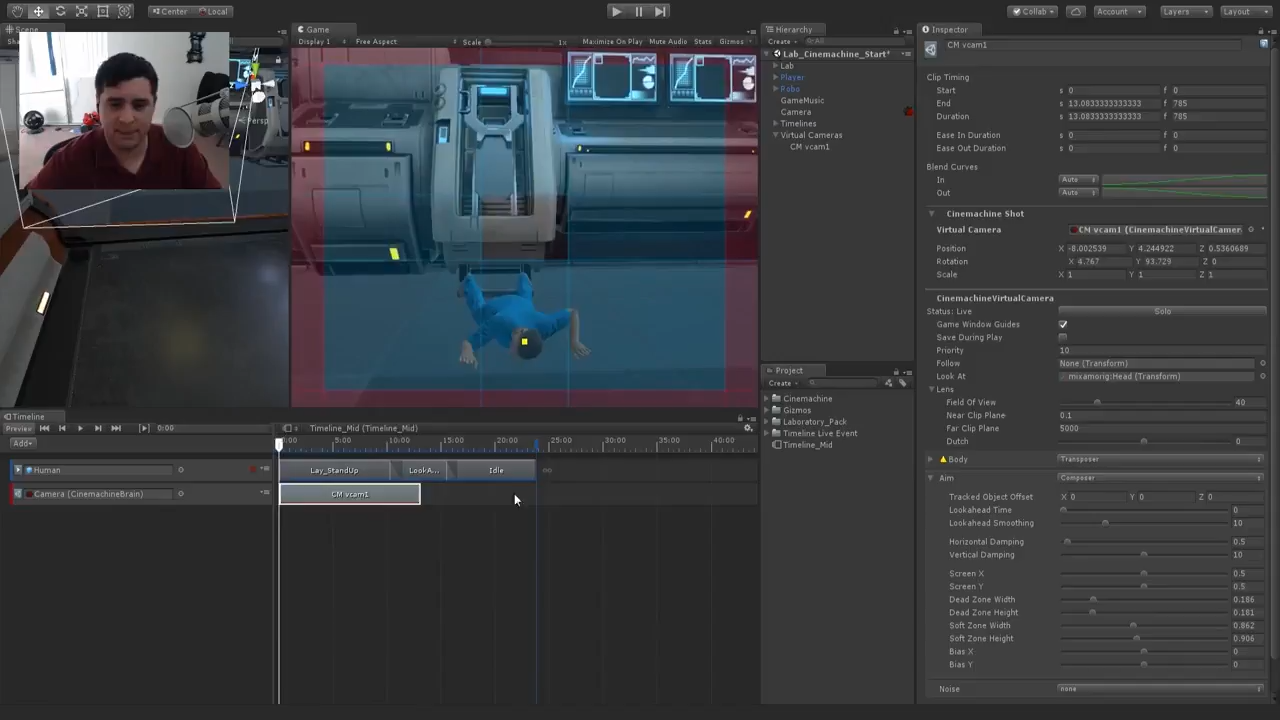 Center Local
Collab Account Layers Layout
Scene
Game
Hierarchy
Inspector
Display 1 Free Aspect Scale 1x Maximize On Play Mute Audio Stats Gizmos
Create All
CM vcam1
Lab_Cinemachine_Start*
Lab
Player
Robo
GameMusic
Camera
Timelines
Virtual Cameras
CM vcam1
Persp
Clip Timing
Start s 0 f 0
End s 13.0833333333333 f 785
Duration s 13.0833333333333 f 785
Ease In Duration s 0 f 0
Ease Out Duration s 0 f 0
Blend Curves
In Auto
Out Auto
Cinemachine Shot
Virtual Camera CM vcam1 (CinemachineVirtualCamer
Position X -8.002539 Y 4.244922 Z 0.5360689
Rotation X 4.767 Y 93.729 Z 0
Scale X 1 Y 1 Z 1
CinemachineVirtualCamera
Status: Live Solo
Game Window Guides
Save During Play
Priority 10
Follow None (Transform)
Look At mixamorig:Head (Transform)
Lens
Field Of View 40
Near Clip Plane 0.1
Far Clip Plane 5000
Dutch 0
Body Transposer
Aim Composer
Tracked Object Offset X 0 Y 0 Z 0
Lookahead Time 0
Lookahead Smoothing 10
Horizontal Damping 0.5
Vertical Damping 10
Screen X 0.5
Screen Y 0.5
Dead Zone Width 0.186
Dead Zone Height 0.181
Soft Zone Width 0.862
Soft Zone Height 0.906
Bias X 0
Bias Y 0
Noise none
Project
Create
Cinemachine
Gizmos
Laboratory_Pack
Timeline Live Event
Timeline_Mid
Timeline
Preview 0:00 Timeline_Mid (Timeline_Mid)
Add 0:00 5:00 10:00 15:00 20:00 25:00 30:00 35:00 40:00
Human Lay_StandUp LookA... Idle
Camera (CinemachineBrain) CM vcam1